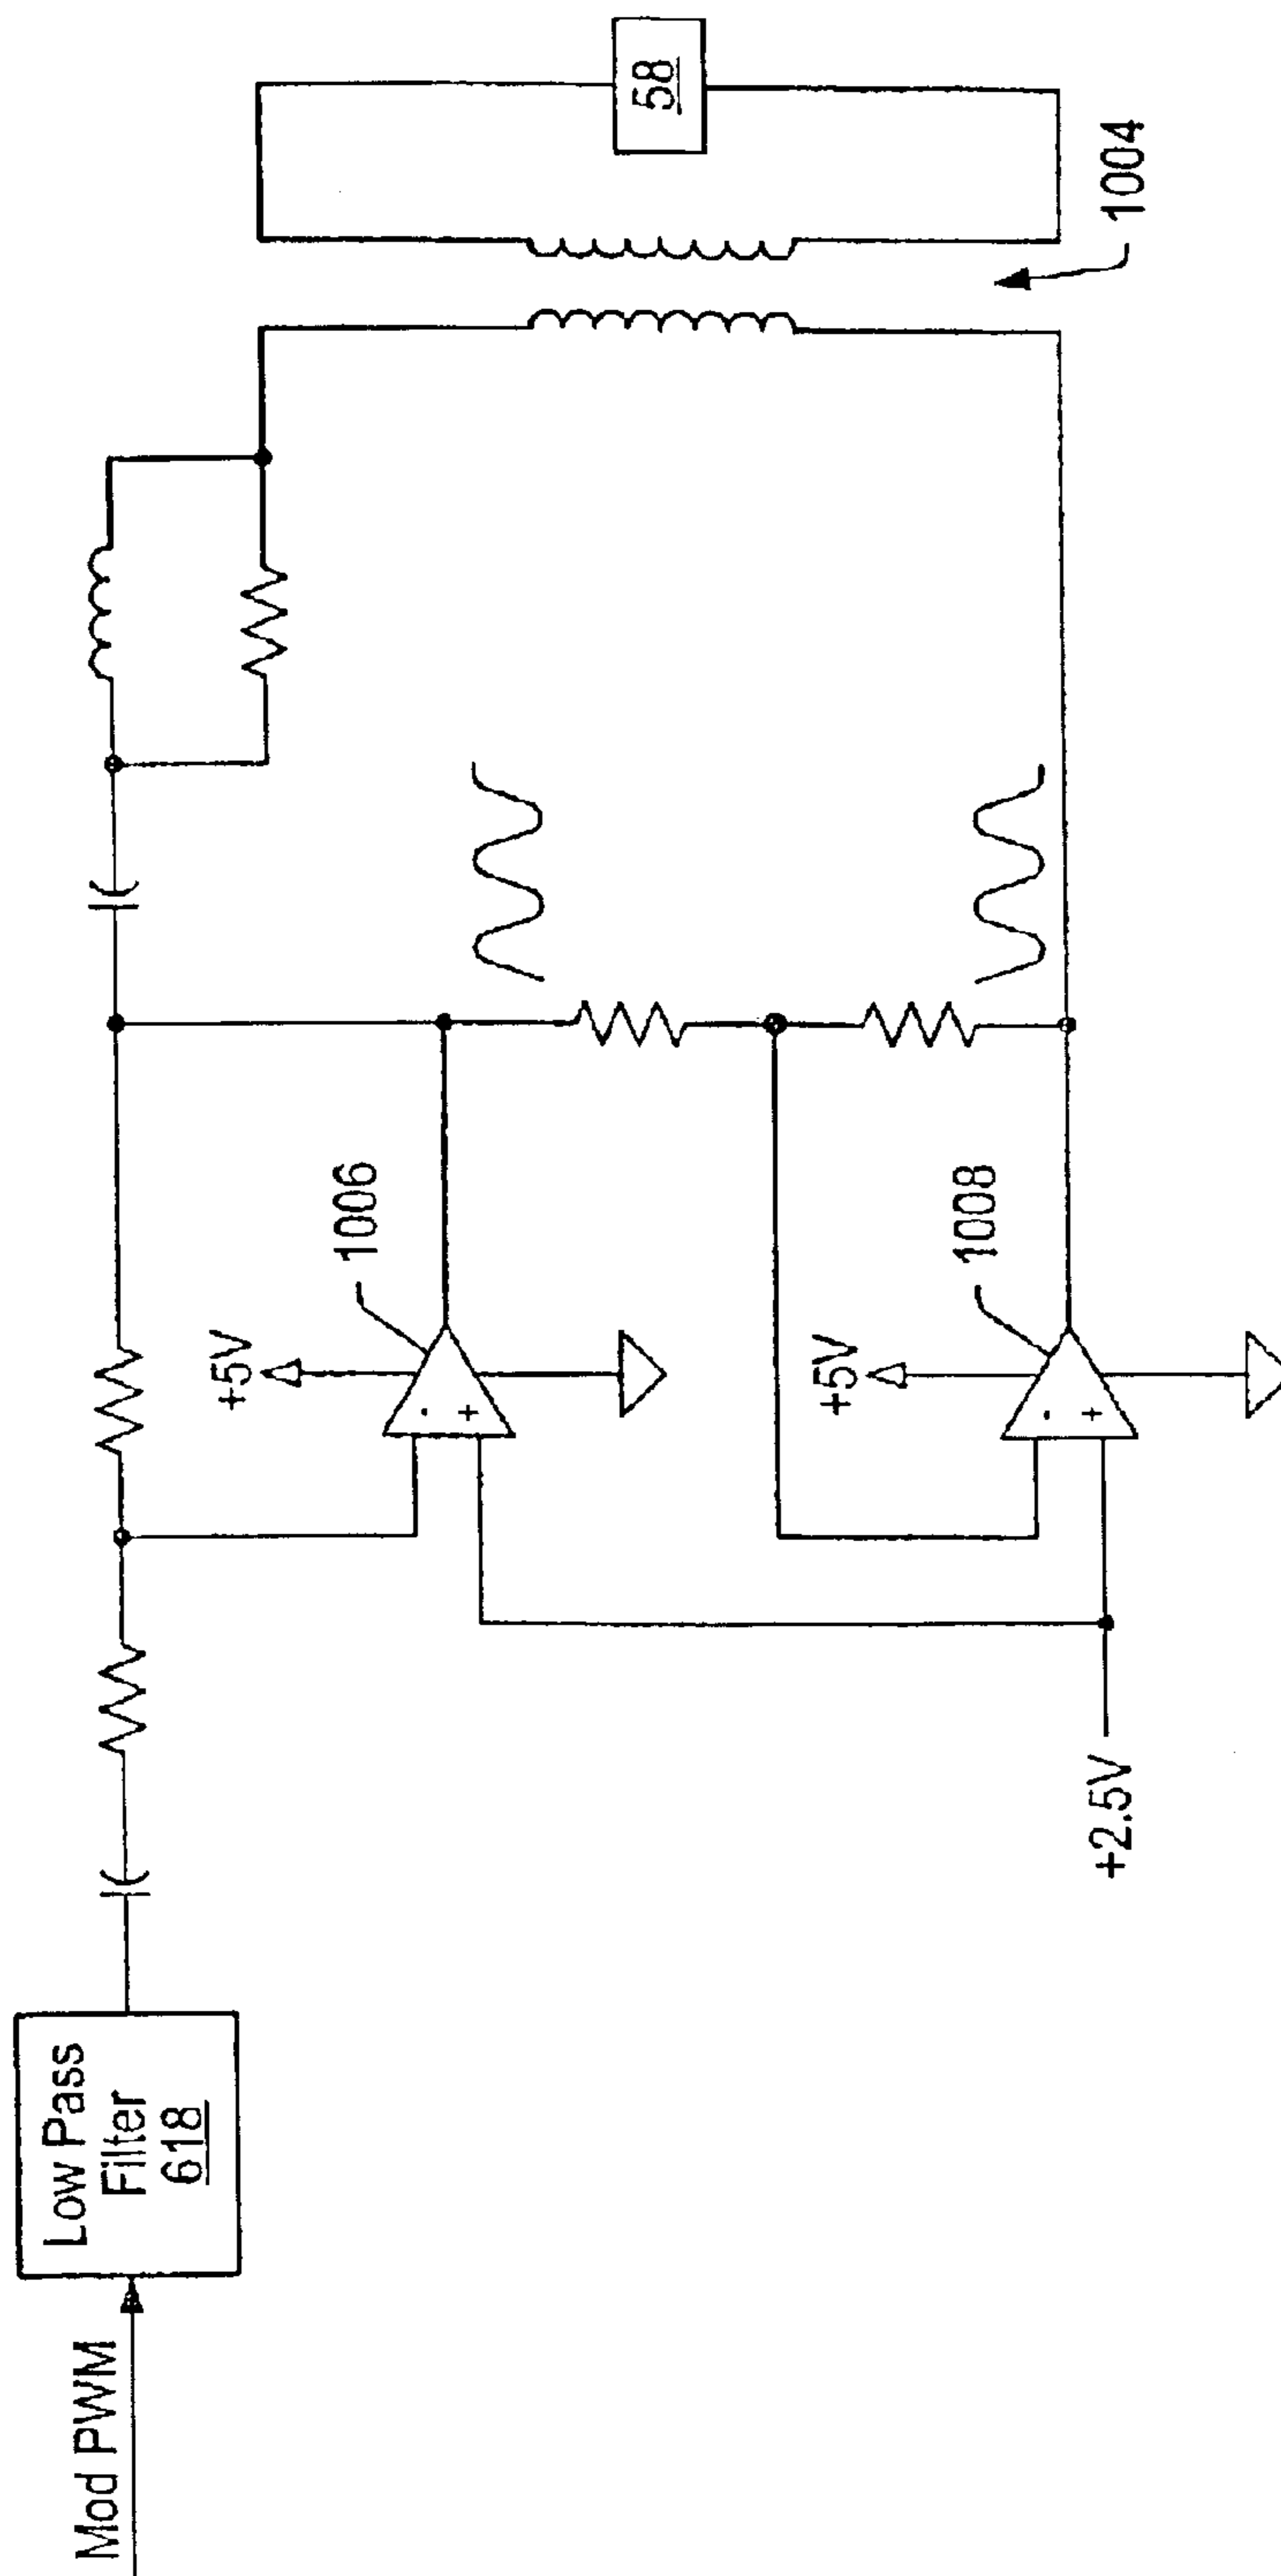 Mod PWM
Low Pass
Filter
618
+2.5V
+5V
-
+
1006
+5V
-
+
1008
58
1004